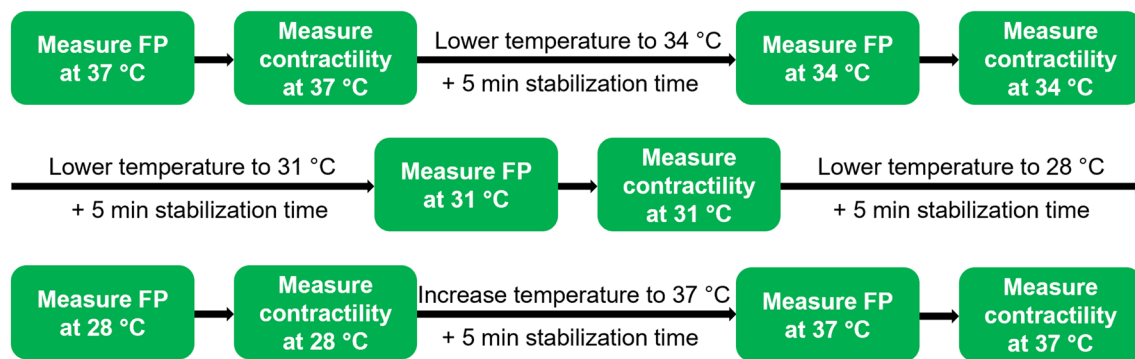 Measure FP
at 37 °C
Measure
contractility
at 37 °C
Lower temperature to 34 °C
+ 5 min stabilization time
Measure FP
at 34 °C
Measure
contractility
at 34 °C
Lower temperature to 31 °C
+ 5 min stabilization time
Measure FP
at 31 °C
Measure
contractility
at 31 °C
Lower temperature to 28 °C
+ 5 min stabilization time
Measure FP
at 28 °C
Measure
contractility
at 28 °C
Increase temperature to 37 °C
+ 5 min stabilization time
Measure FP
at 37 °C
Measure
contractility
at 37 °C